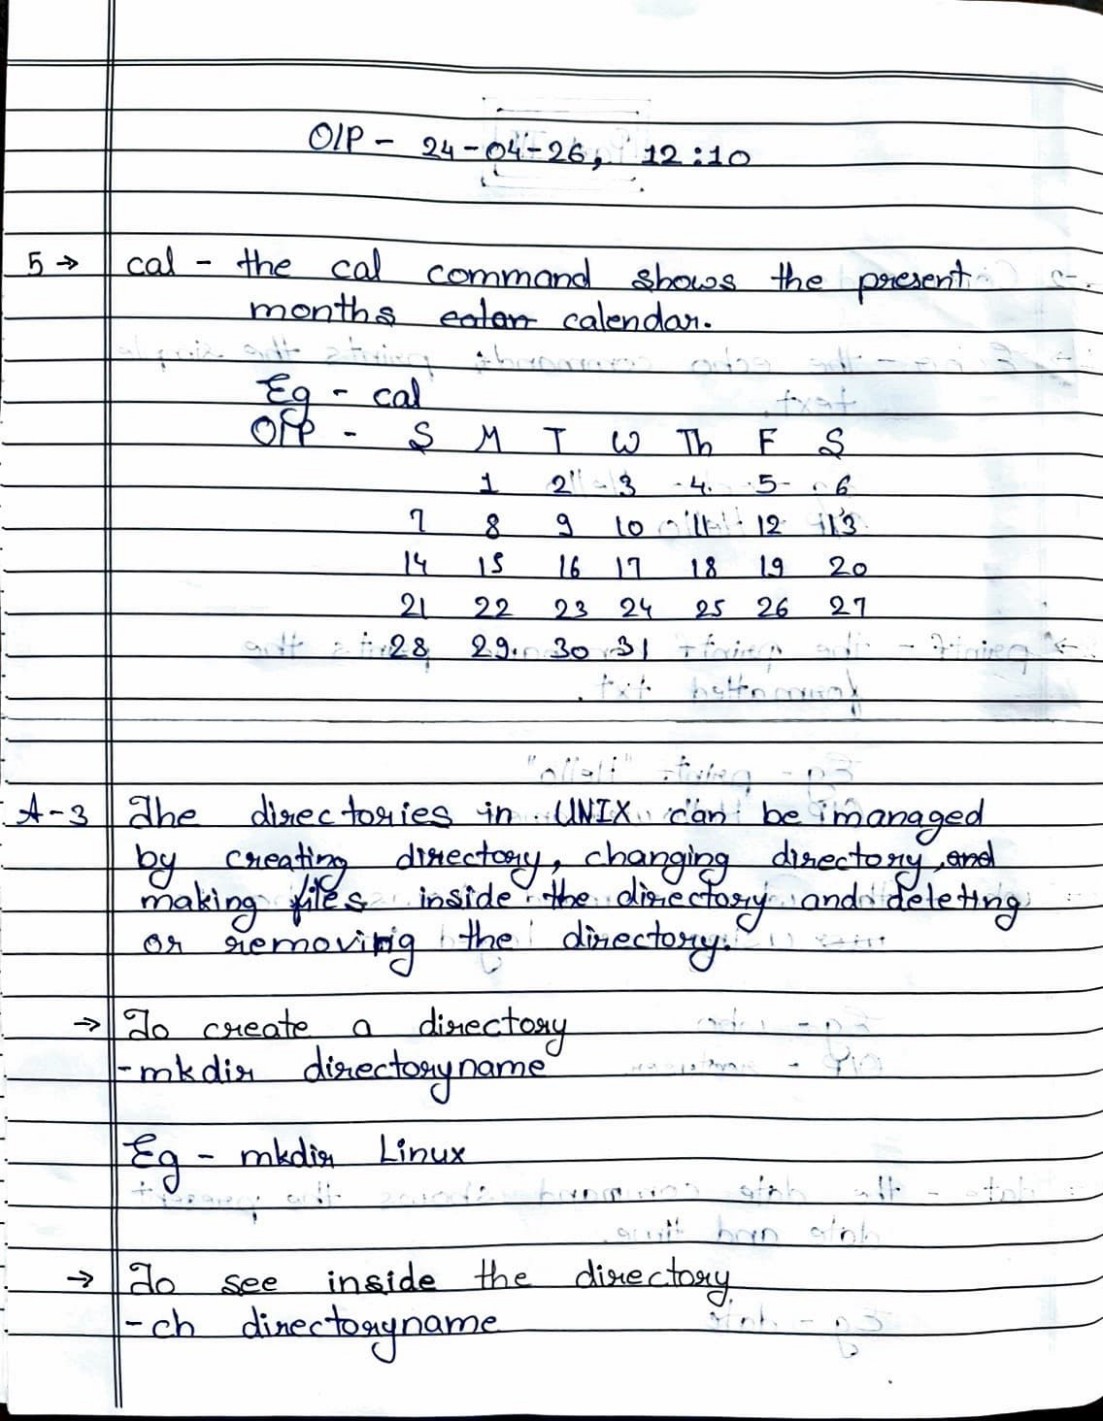 O/P - 24-04-26, 12:10
5 → cal - the cal command shows the present
months calendar.
Eg - cal
O/P - S M T W Th F S
1 2 3 4 5 6
7 8 9 10 11 12 13
14 15 16 17 18 19 20
21 22 23 24 25 26 27
28 29 30 31
A-3 The directories in UNIX can be managed
by creating directory, changing directory, and
making files inside the directory and deleting
or removing the directory.
→ To create a directory
-mkdir directoryname
Eg - mkdir Linux
→ To see inside the directory
-ch directoryname